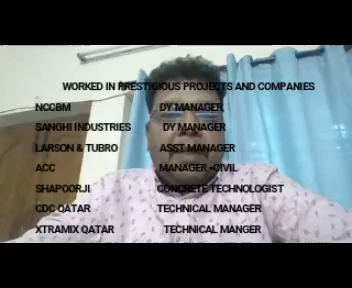 WORKED IN PRESTIGIOUS PROJECTS AND COMPANIES
NCCBM DY MANAGER
SANGHI INDUSTRIES DY MANAGER
LARSON & TUBRO ASST MANAGER
ACC MANAGER -CIVIL
SHAPOORJI CONCRETE TECHNOLOGIST
CDC QATAR TECHNICAL MANAGER
XTRAMIX QATAR TECHNICAL MANGER